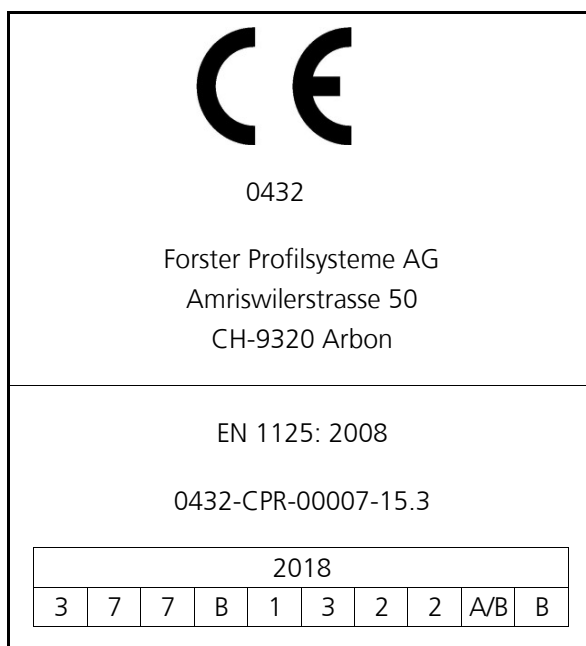 CE
0432
Forster Profilsysteme AG
Amriswilerstrasse 50
CH-9320 Arbon
EN 1125: 2008
0432-CPR-00007-15.3
2018
3 7 7 B 1 3 2 2 A/B B